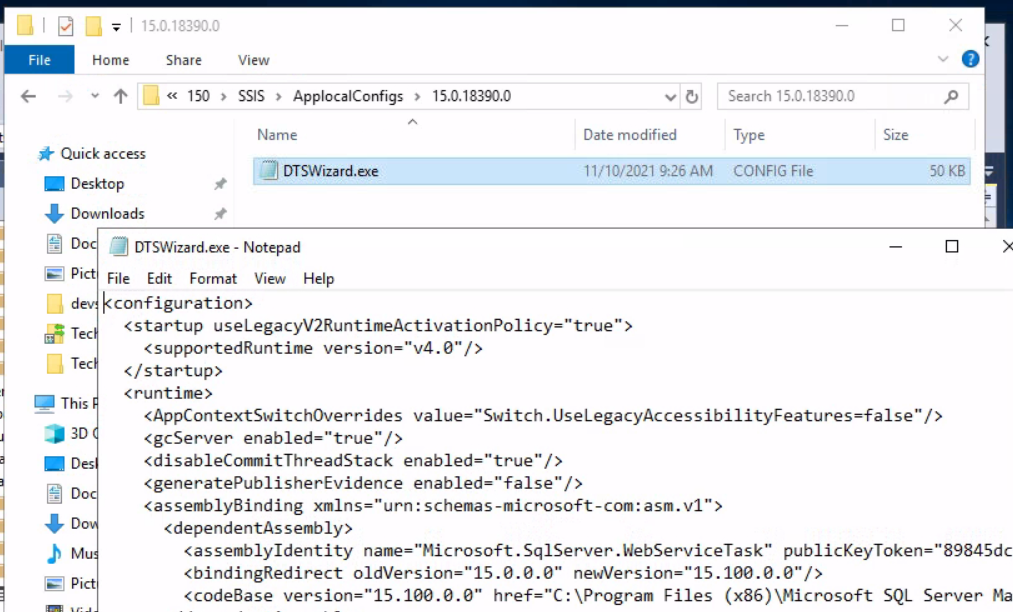 15.0.18390.0
File Home Share View
« 150 > SSIS > ApplocalConfigs > 15.0.18390.0
Search 15.0.18390.0
Name Date modified Type Size
Quick access
DTSWizard.exe 11/10/2021 9:26 AM CONFIG File 50 KB
Desktop
Downloads
Doc
Pict
devs
Tech
Tech
This P
3D
Desk
Doc
Dow
Mus
Pict
DTSWizard.exe - Notepad
File Edit Format View Help
<configuration>
<startup useLegacyV2RuntimeActivationPolicy="true">
<supportedRuntime version="v4.0"/>
</startup>
<runtime>
<AppContextSwitchOverrides value="Switch.UseLegacyAccessibilityFeatures=false"/>
<gcServer enabled="true"/>
<disableCommitThreadStack enabled="true"/>
<generatePublisherEvidence enabled="false"/>
<assemblyBinding xmlns="urn:schemas-microsoft-com:asm.v1">
<dependentAssembly>
<assemblyIdentity name="Microsoft.SqlServer.WebServiceTask" publicKeyToken="89845dc
<bindingRedirect oldVersion="15.0.0.0" newVersion="15.100.0.0"/>
<codeBase version="15.100.0.0" href="C:\Program Files (x86)\Microsoft SQL Server Ma